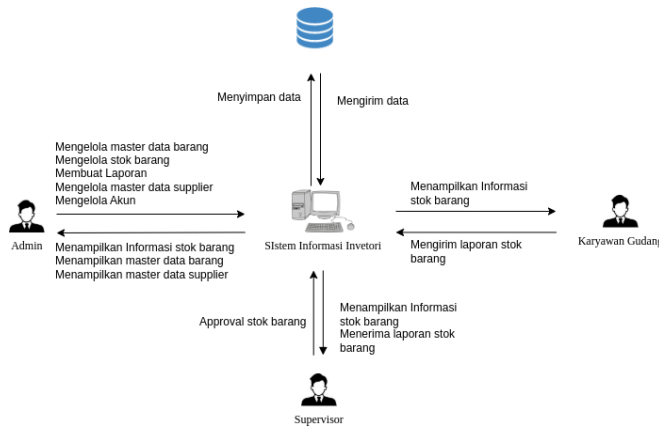 Menyimpan data
Mengirim data
Mengelola master data barang
Mengelola stok barang
Membuat Laporan
Mengelola master data supplier
Mengelola Akun
Admin
Menampilkan Informasi stok barang
Menampilkan master data barang
Menampilkan master data supplier
SIstem Informasi Invetori
Menampilkan Informasi
stok barang
Mengirim laporan stok
barang
Karyawan Gudang
Approval stok barang
Menampilkan Informasi
stok barang
Menerima laporan stok
barang
Supervisor